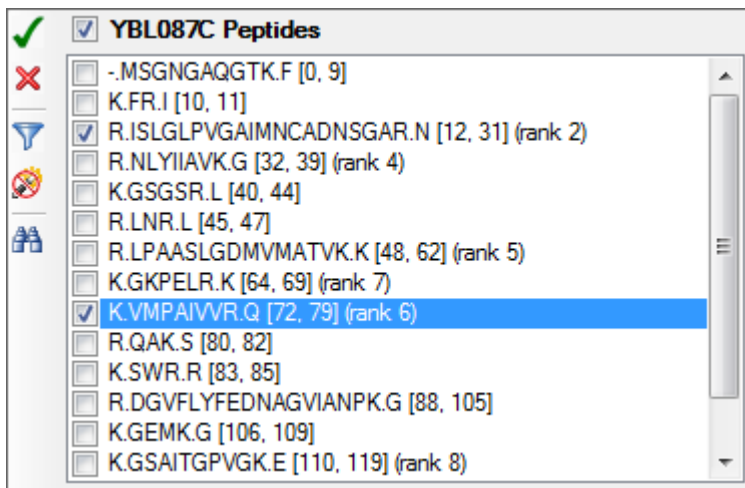 YBL087C Peptides
-.MSGNGAQGTK.F [0, 9]
K.FR.I [10, 11]
R.ISLGLPVGAIMNCADNSGAR.N [12, 31] (rank 2)
R.NLYIIAVK.G [32, 39] (rank 4)
K.GSGSR.L [40, 44]
R.LNR.L [45, 47]
R.LPAASLGDMVMATVK.K [48, 62] (rank 5)
K.GKPELR.K [64, 69] (rank 7)
K.VMPAIVVR.Q [72, 79] (rank 6)
R.QAK.S [80, 82]
K.SWR.R [83, 85]
R.DGVFLYFEDNAGVIANPK.G [88, 105]
K.GEMK.G [106, 109]
K.GSAITGPVGK.E [110, 119] (rank 8)